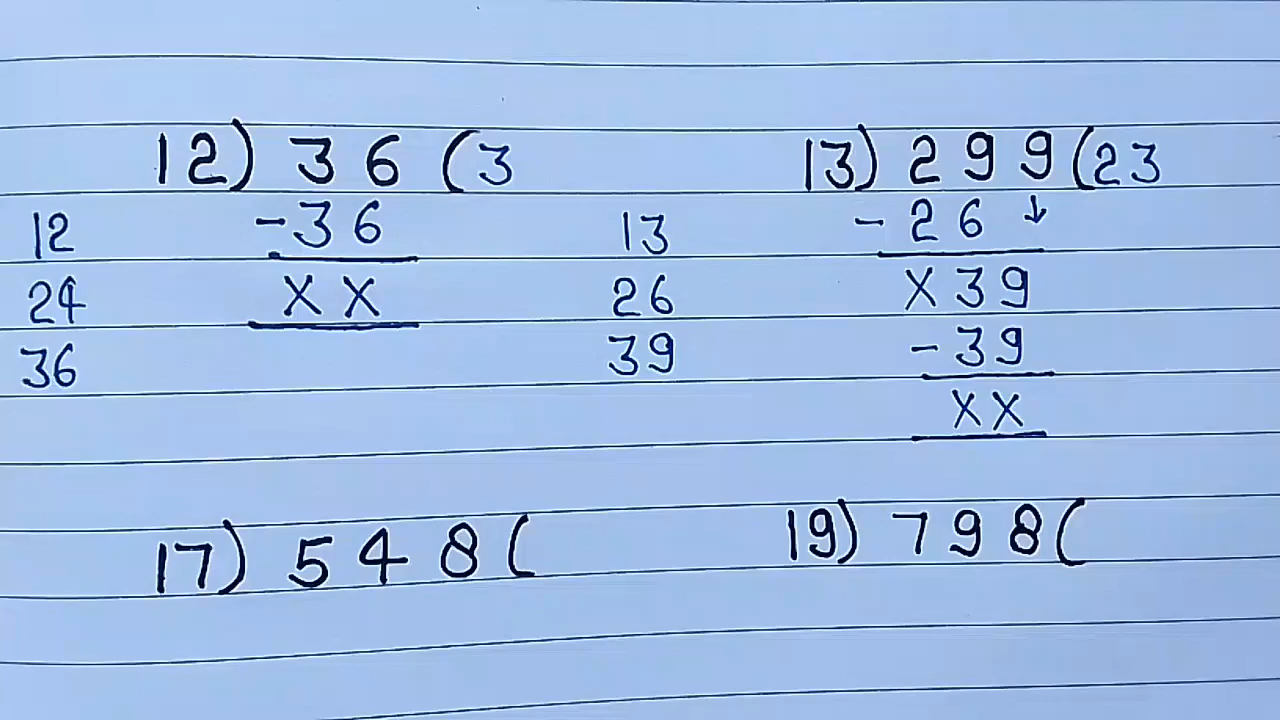 12) 36 (3
12 -36
24 X X
36
13) 299 (23
13 -26 ↓
26 X39
39 -39
XX
17) 548 (
19) 798 (